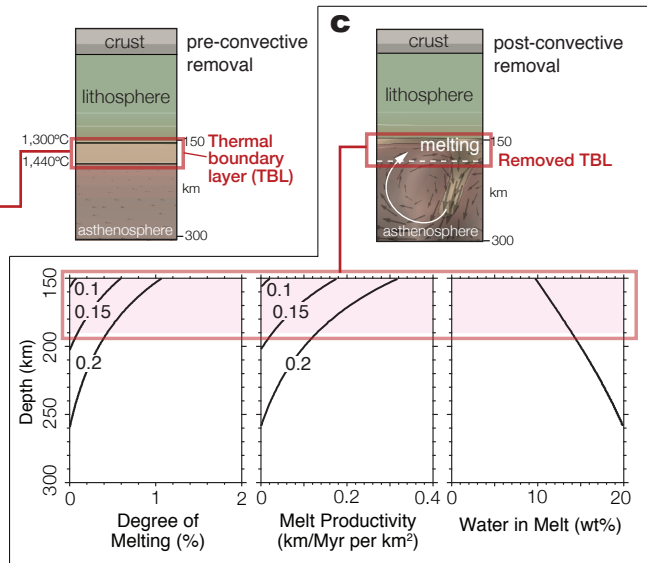 crust
pre-convective
removal
lithosphere
1,300ºC
150
1,440ºC
Thermal
boundary
layer (TBL)
km
asthenosphere
300
c
crust
post-convective
removal
lithosphere
150
melting
Removed TBL
km
asthenosphere
300
Depth (km)
150
200
250
300
0.1
0.15
0.2
0
1
2
Degree of
Melting (%)
0.1
0.15
0.2
0
0.2
0.4
Melt Productivity
(km/Myr per km²)
0
10
20
Water in Melt (wt%)